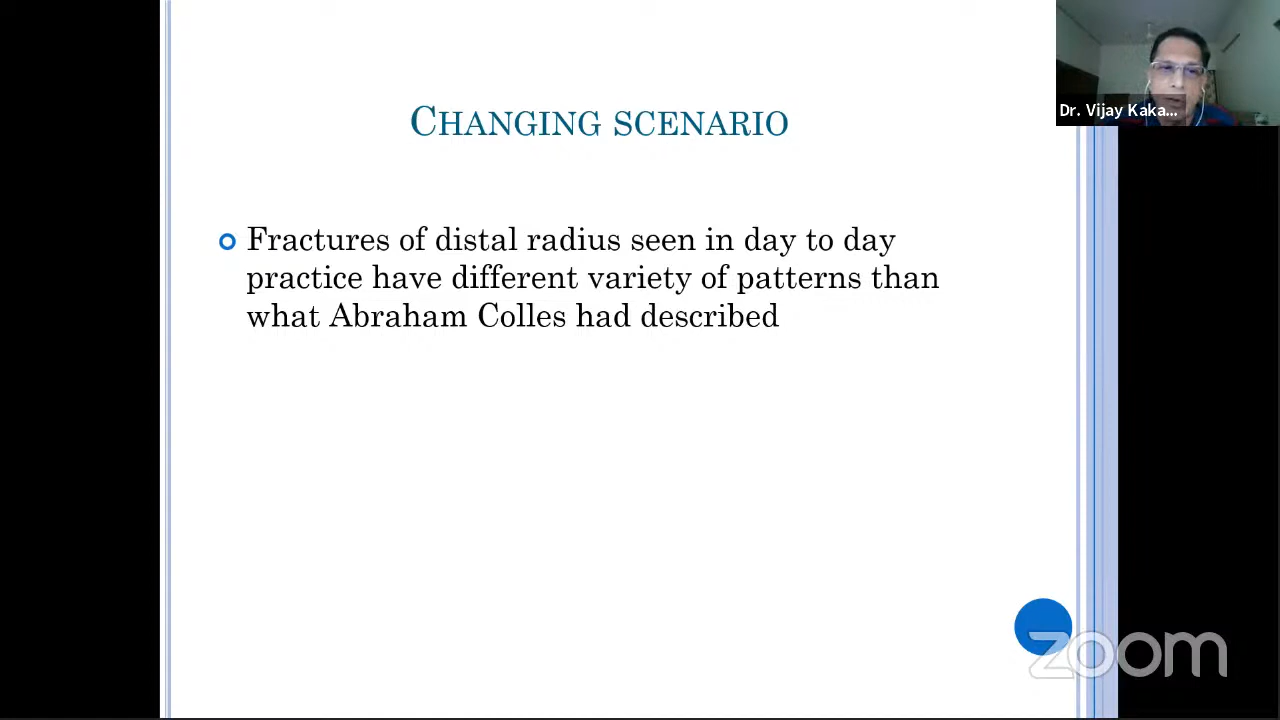 CHANGING SCENARIO
Dr. Vijay Kaka...
Fractures of distal radius seen in day to day
practice have different variety of patterns than
what Abraham Colles had described
zoom